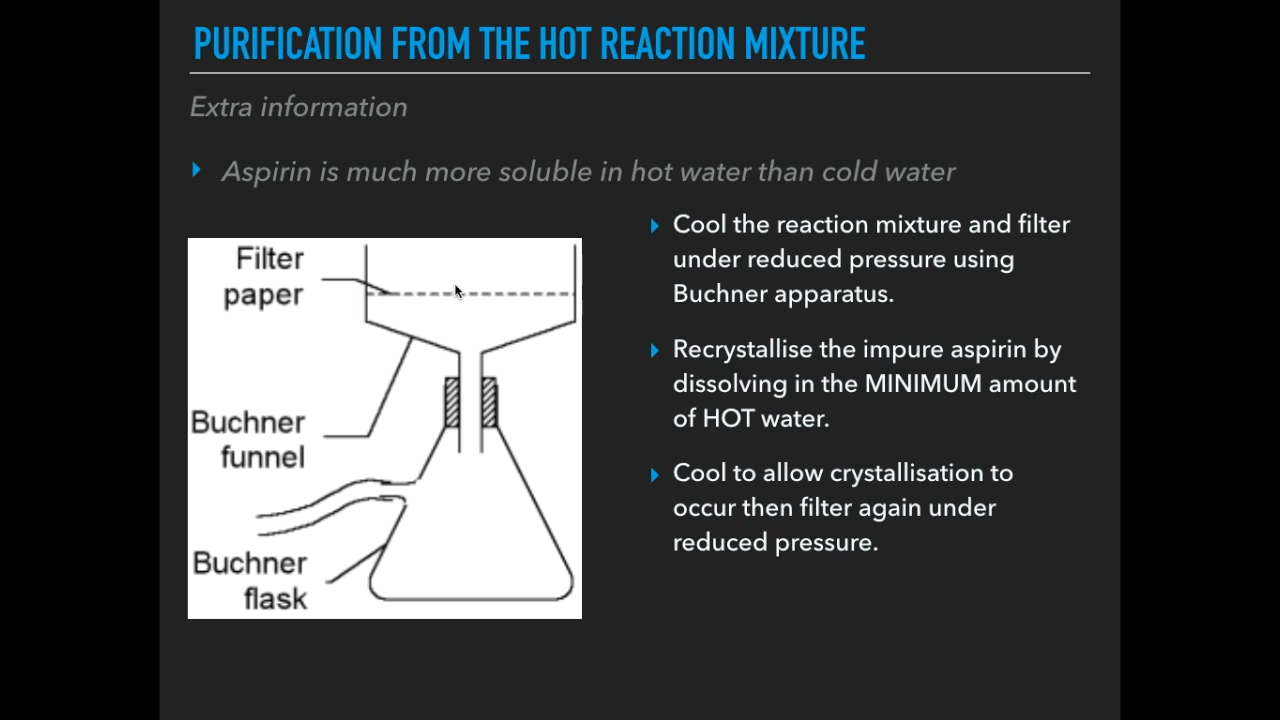 PURIFICATION FROM THE HOT REACTION MIXTURE
Extra information
Aspirin is much more soluble in hot water than cold water
Filter
paper
Buchner
funnel
Buchner
flask
Cool the reaction mixture and filter
under reduced pressure using
Buchner apparatus.
Recrystallise the impure aspirin by
dissolving in the MINIMUM amount
of HOT water.
Cool to allow crystallisation to
occur then filter again under
reduced pressure.